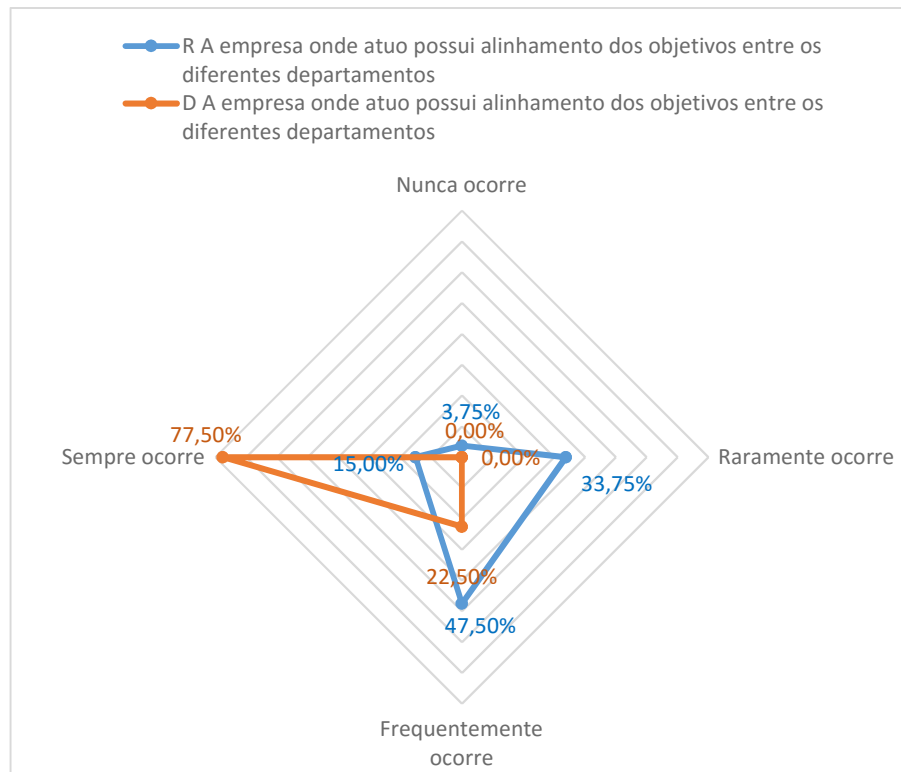 R A empresa onde atuo possui alinhamento dos objetivos entre os
diferentes departamentos
D A empresa onde atuo possui alinhamento dos objetivos entre os
diferentes departamentos
Nunca ocorre
3,75%
0,00%
77,50%
Sempre ocorre
15,00%
0,00%
Raramente ocorre
33,75%
22,50%
47,50%
Frequentemente
ocorre